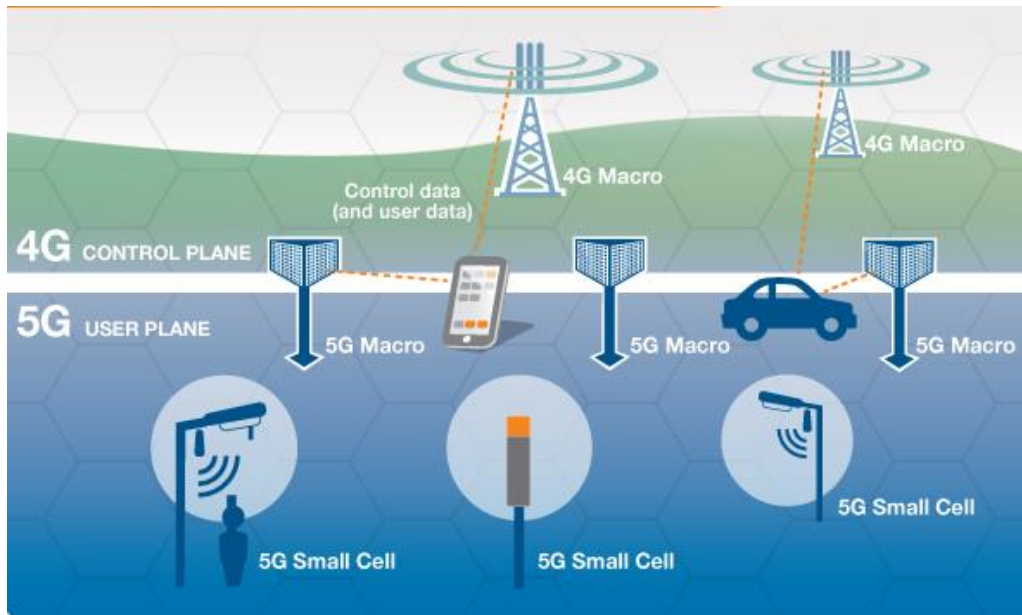 4G Macro
4G Macro
Control data
(and user data)
4G CONTROL PLANE
5G USER PLANE
5G Macro
5G Macro
5G Macro
5G Small Cell
5G Small Cell
5G Small Cell